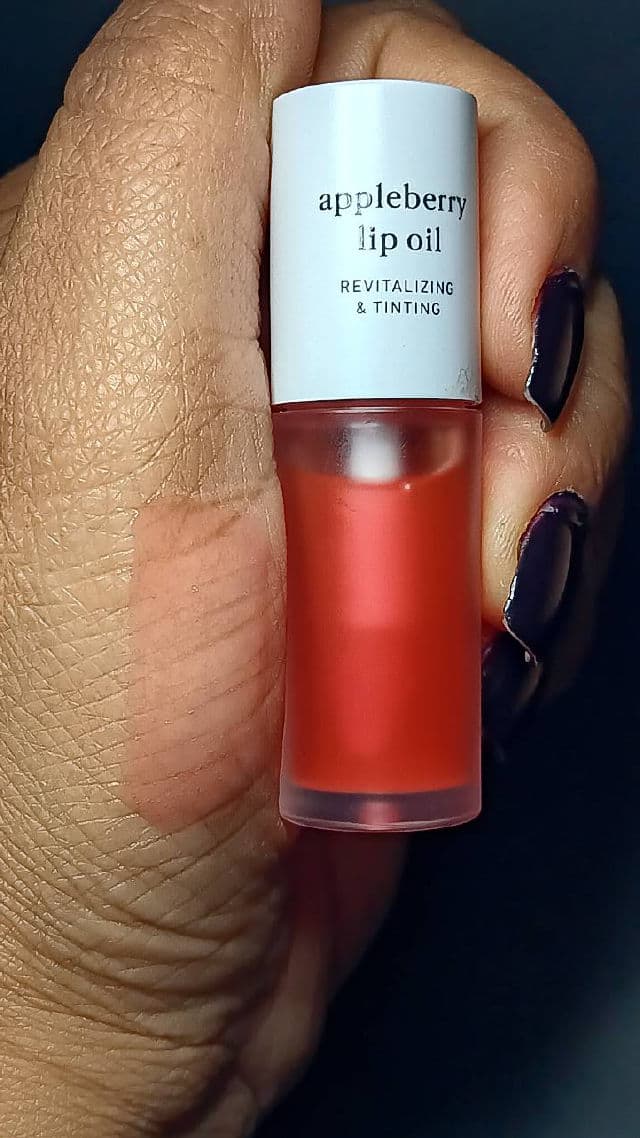 appleberry
lip oil
REVITALIZING
& TINTING